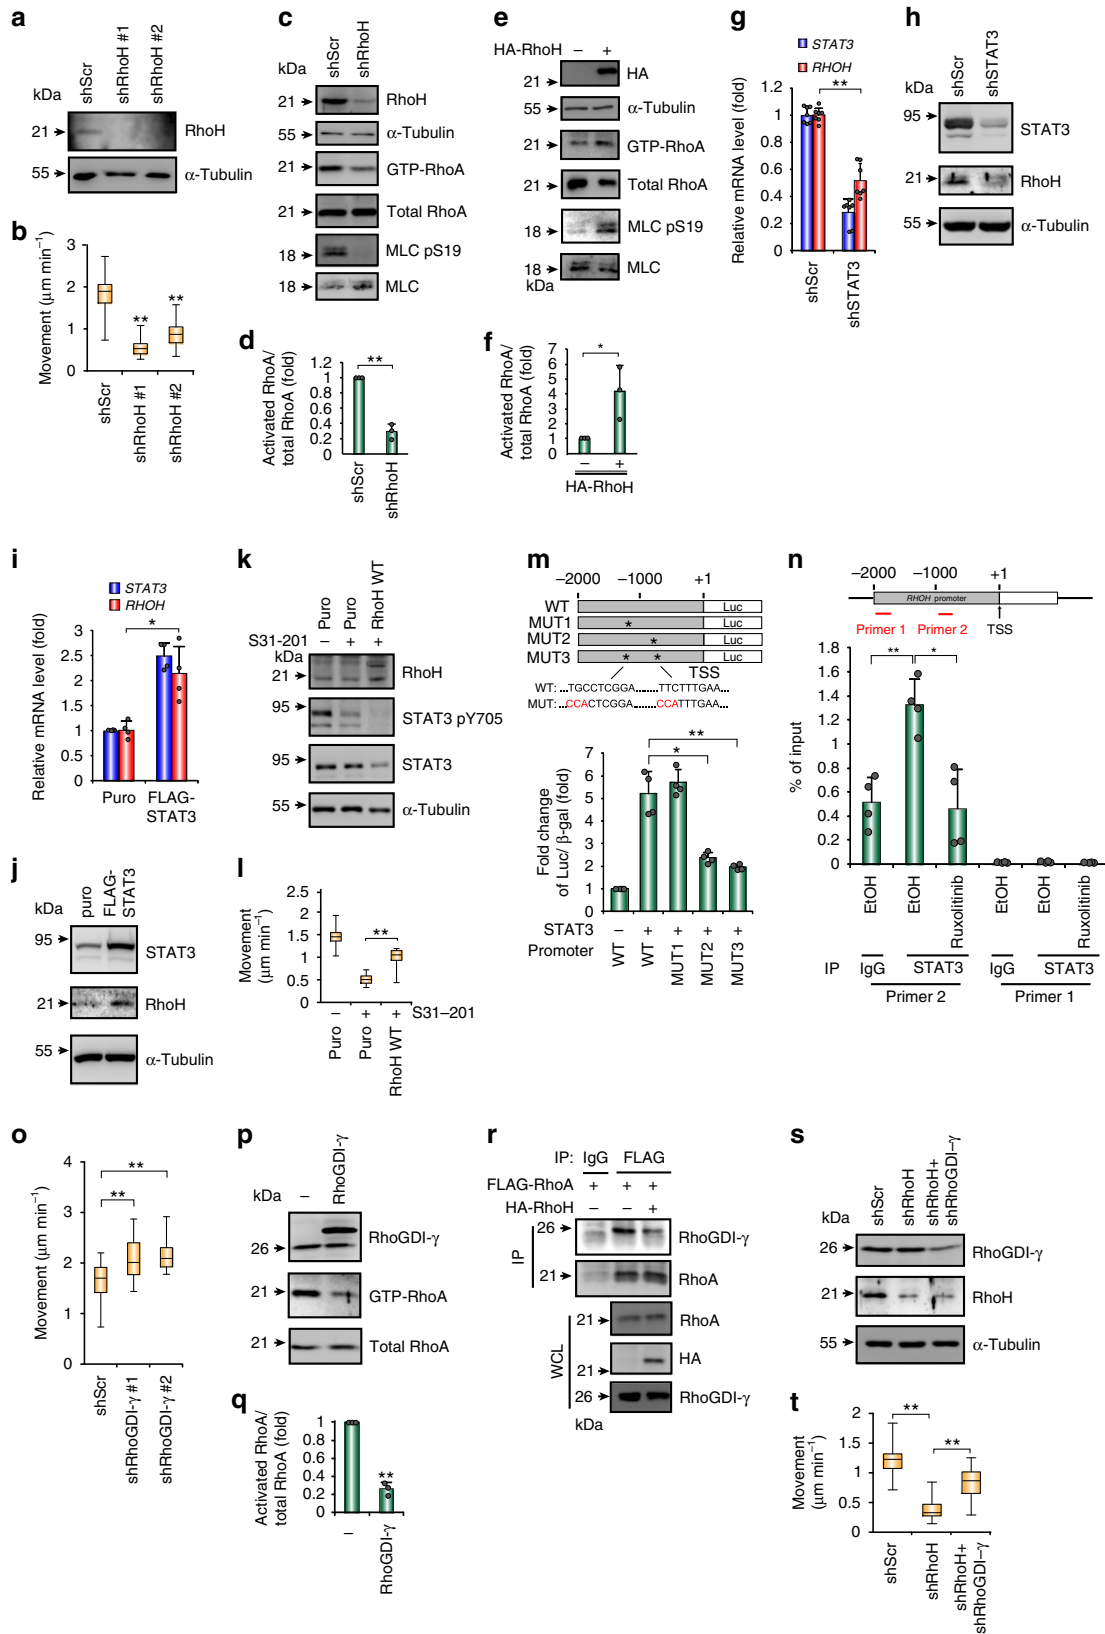 a
shScr
shRhoH #1
shRhoH #2
kDa
21
RhoH
55
α-Tubulin
b
Movement (μm min⁻¹)
3
2
1
0
**
**
shScr
shRhoH #1
shRhoH #2
c
shScr
shRhoH
kDa
21
RhoH
55
α-Tubulin
21
GTP-RhoA
21
Total RhoA
18
MLC pS19
18
MLC
d
Activated RhoA/
total RhoA (fold)
1.2
1
0.8
0.6
0.4
0.2
0
**
shScr
shRhoH
e
HA-RhoH – +
21
HA
55
α-Tubulin
21
GTP-RhoA
21
Total RhoA
18
MLC pS19
18
MLC
kDa
f
Activated RhoA/
total RhoA (fold)
7
6
5
4
3
2
1
0
*
– +
HA-RhoH
g
STAT3
RHOH
Relative mRNA level (fold)
1.2
1
0.8
0.6
0.4
0.2
0
**
shScr
shSTAT3
h
shScr
shSTAT3
kDa
95
STAT3
21
RhoH
55
α-Tubulin
i
STAT3
RHOH
Relative mRNA level (fold)
3
2.5
2
1.5
1
0.5
0
*
Puro
FLAG-
STAT3
j
puro
FLAG-
STAT3
kDa
95
STAT3
21
RhoH
55
α-Tubulin
k
Puro
Puro
RhoH WT
S31-201 – + +
kDa
21
RhoH
95
STAT3 pY705
95
STAT3
55
α-Tubulin
l
Movement
(μm min⁻¹)
2.5
2
1.5
1
0.5
0
**
– + + S31–201
Puro
Puro
RhoH WT
m
–2000 –1000 +1
WT Luc
MUT1 * Luc
MUT2 * Luc
MUT3 * * Luc
TSS
WT: ...TGCCTCGGA.......TTCTTTGAA...
MUT: ...CCACTCGGA.......CCATTTGAA...
Fold change
of Luc/ β-gal (fold)
7
6
5
4
3
2
1
0
**
*
STAT3 – + + + +
Promoter
WT
WT
MUT1
MUT2
MUT3
n
–2000 –1000 +1
RHOH promoter
Primer 1
Primer 2
TSS
% of input
1.8
1.6
1.4
1.2
1
0.8
0.6
0.4
0.2
0
** *
EtOH
EtOH
Ruxolitinib
EtOH
EtOH
Ruxolitinib
IP IgG STAT3 IgG STAT3
Primer 2 Primer 1
o
Movement (μm min⁻¹)
4
3
2
1
0
**
**
shScr
shRhoGDI-γ #1
shRhoGDI-γ #2
p
–
RhoGDI-γ
kDa
26
RhoGDI-γ
21
GTP-RhoA
21
Total RhoA
q
Activated RhoA/
total RhoA (fold)
1
0.8
0.6
0.4
0.2
0
**
–
RhoGDI-γ
r
IP: IgG FLAG
FLAG-RhoA + + +
HA-RhoH – – +
IP
26
RhoGDI-γ
21
RhoA
WCL
21
RhoA
21
HA
26
RhoGDI-γ
kDa
s
shScr
shRhoH
shRhoH+
shRhoGDI-γ
kDa
26
RhoGDI-γ
21
RhoH
55
α-Tubulin
t
Movement
(μm min⁻¹)
2
1.5
1
0.5
0
**
**
shScr
shRhoH
shRhoH+
shRhoGDI–γ